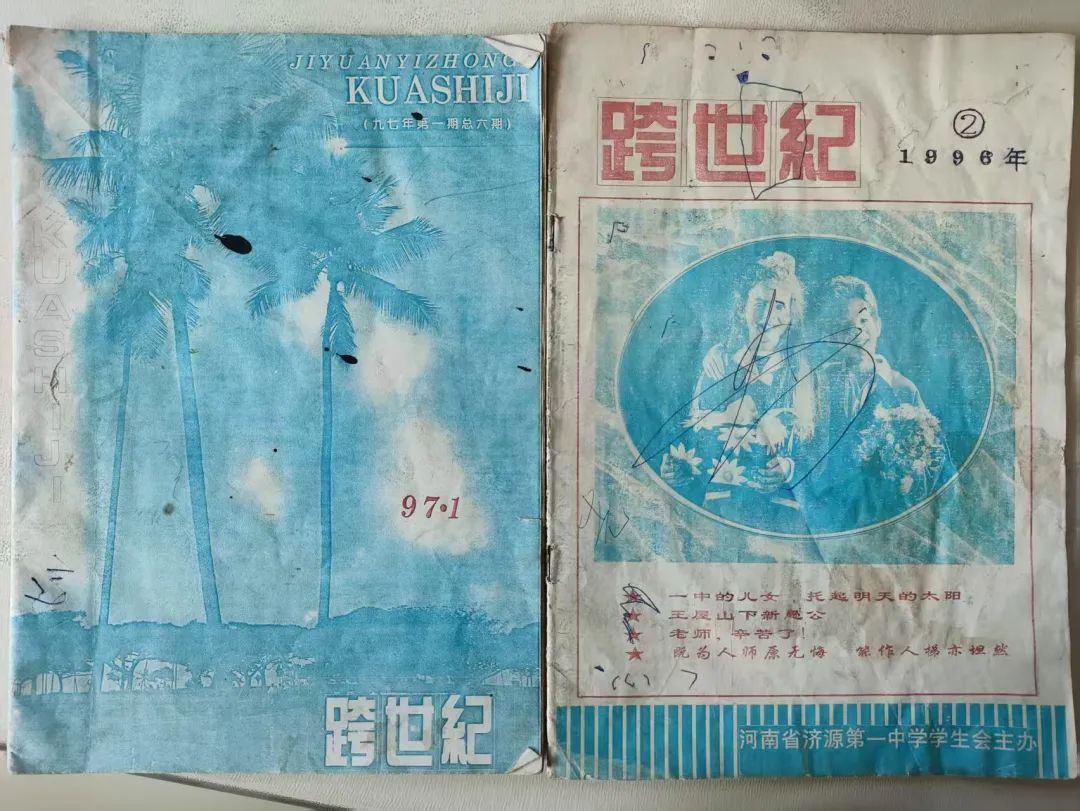 JIYUANYIZHONG
KUASHIJI
(九七年第一期总六期)
KUASHIJI
97·1
跨世紀
跨世紀
②
1996年
一中的儿女,托起明天的太阳
王屋山下新愚公
老师,辛苦了!
既为人师原无悔 能作人梯亦坦然
河南省济源第一中学学生会主办